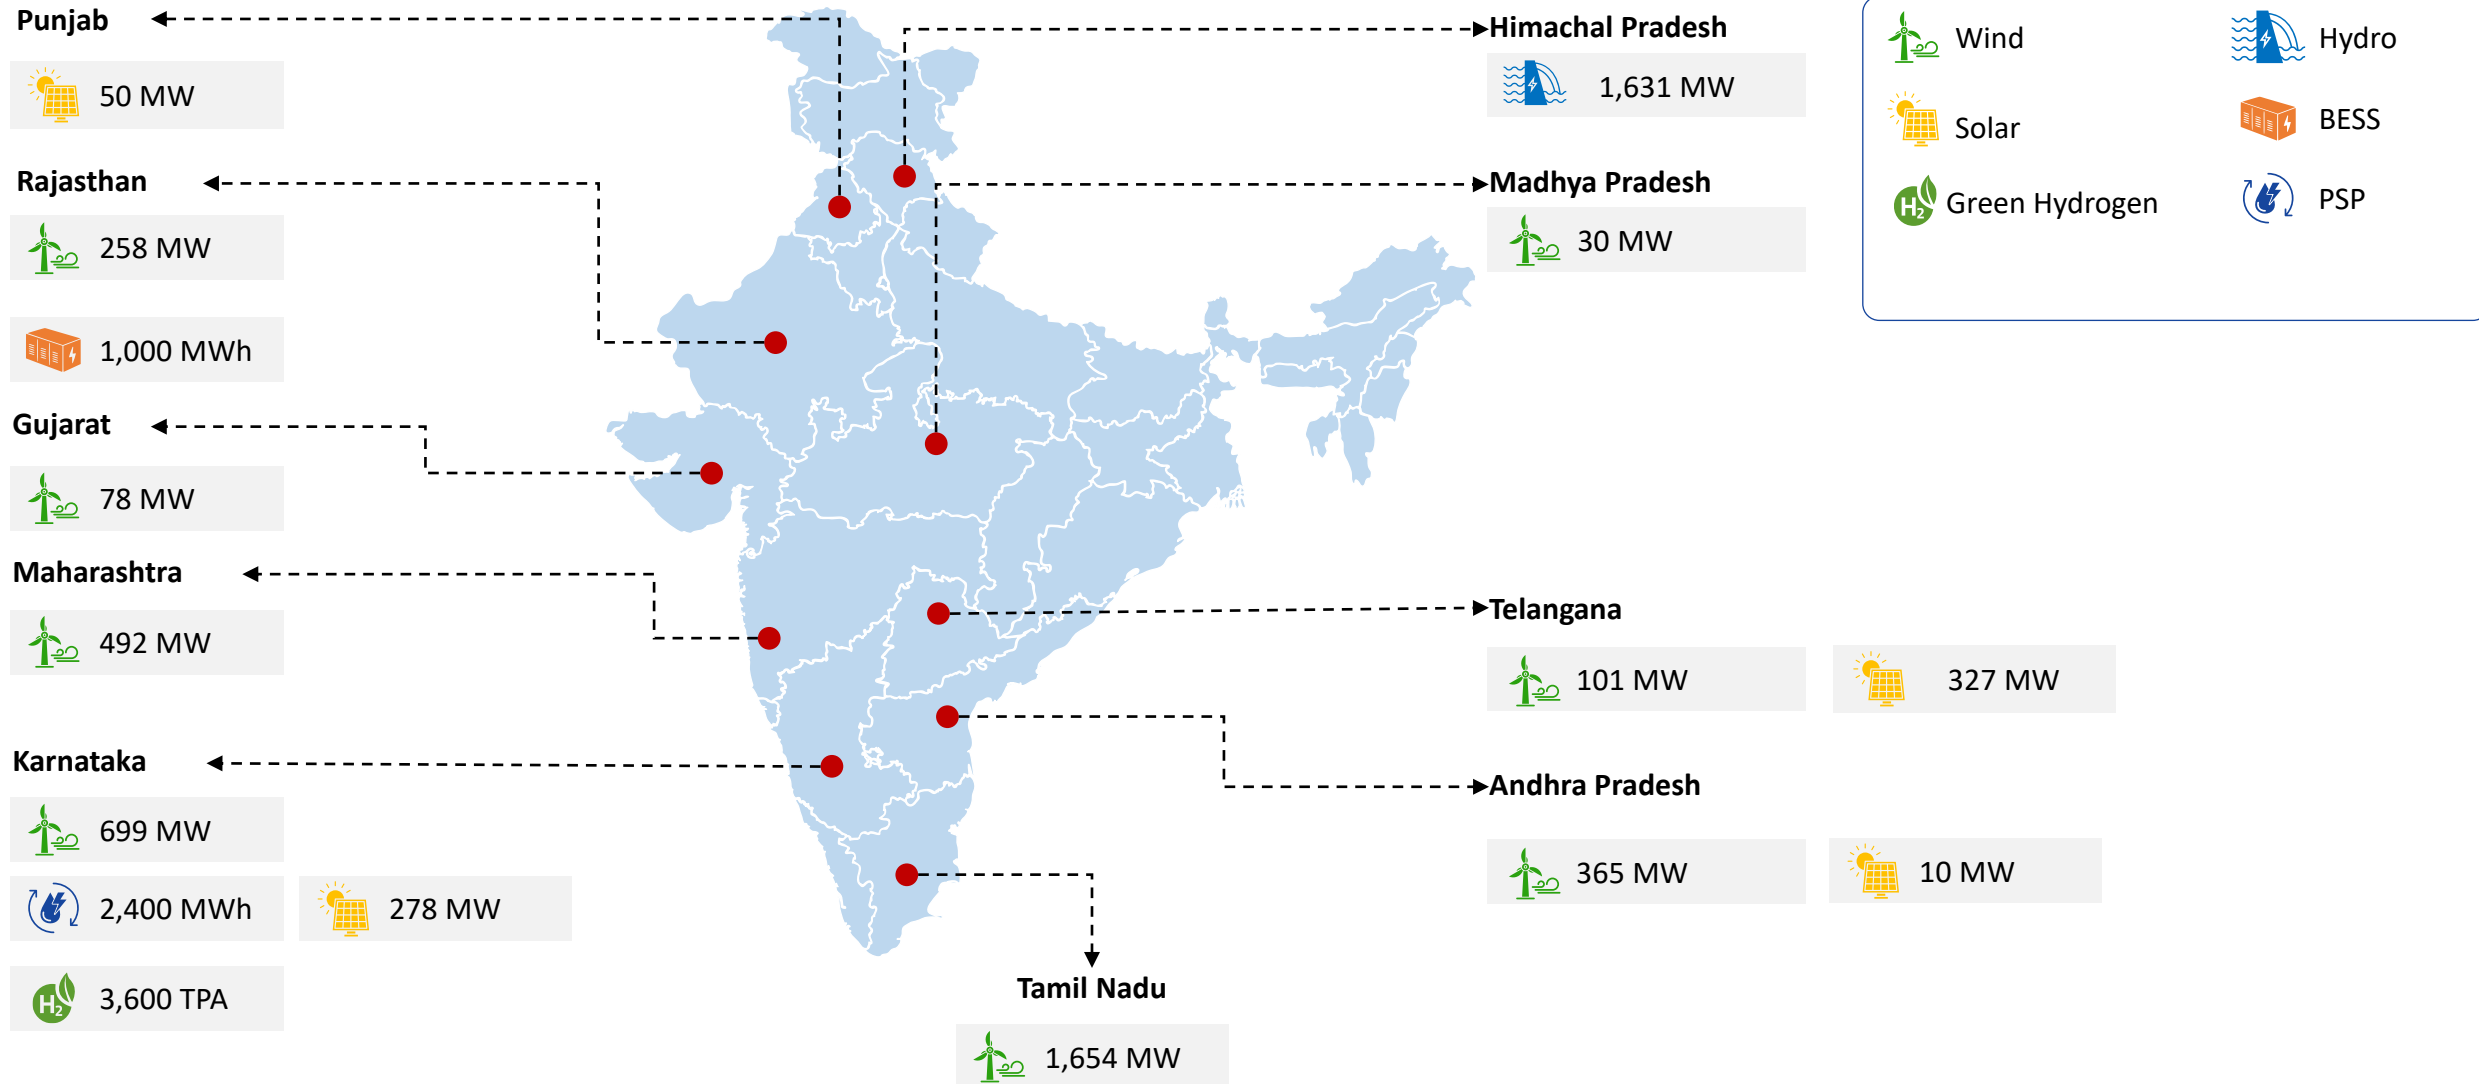 Punjab
50 MW
Rajasthan
258 MW
1,000 MWh
Gujarat
78 MW
Maharashtra
492 MW
Karnataka
699 MW
2,400 MWh
278 MW
H2
3,600 TPA
Tamil Nadu
1,654 MW
Himachal Pradesh
1,631 MW
Madhya Pradesh
30 MW
Telangana
101 MW
327 MW
Andhra Pradesh
365 MW
10 MW
Wind
Hydro
Solar
BESS
H2
Green Hydrogen
PSP